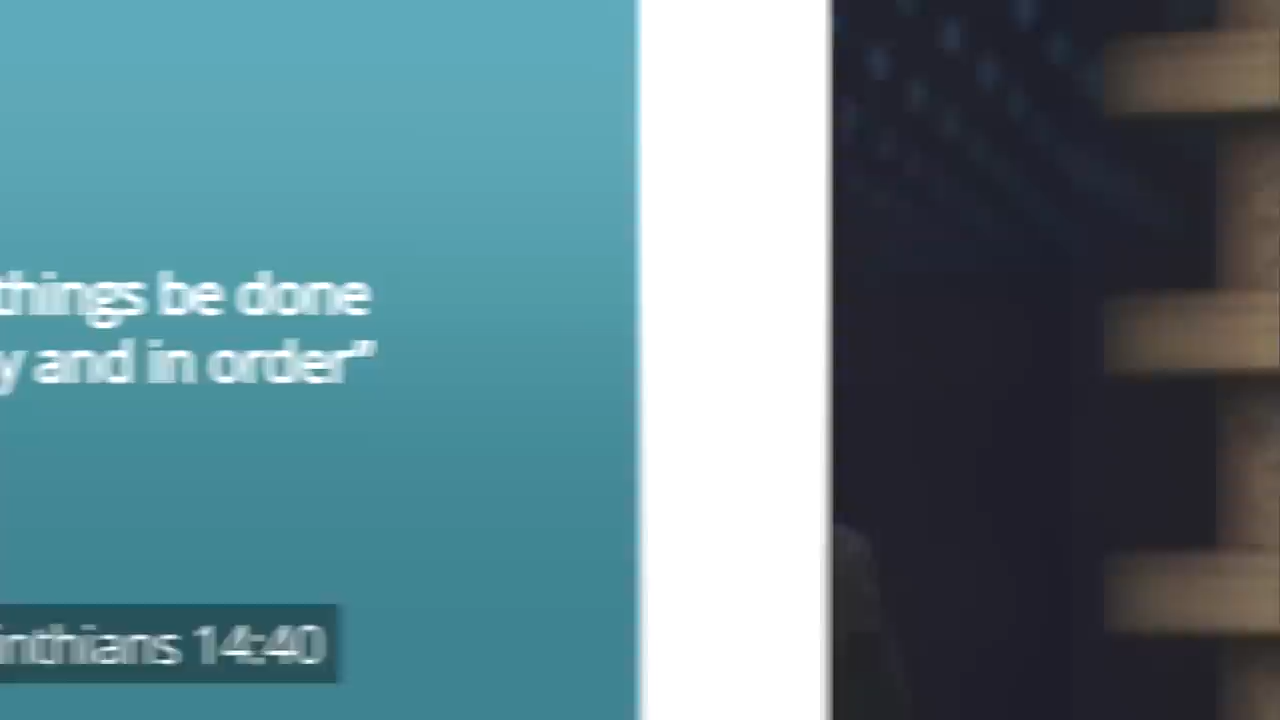 things be done
y and in order”
inthians 14:40